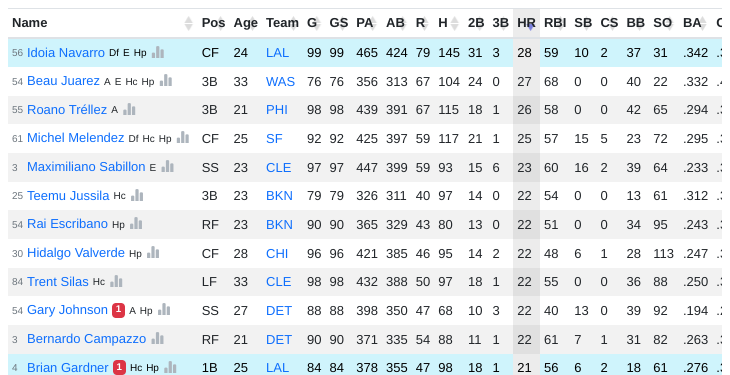 Name Pos Age Team G GS PA AB R H 2B 3B HR RBI SB CS BB SO BA
56 Idoia Navarro Df E Hp CF 24 LAL 99 99 465 424 79 145 31 3 28 59 10 2 37 31 .342
54 Beau Juarez A E Hc Hp 3B 33 WAS 76 76 356 313 67 104 24 0 27 68 0 0 40 22 .332
55 Roano Tréllez A 3B 21 PHI 98 98 439 391 67 115 18 1 26 58 0 0 42 65 .294
61 Michel Melendez Df Hc Hp CF 25 SF 92 92 425 397 59 117 21 1 25 57 15 5 23 72 .295
3 Maximiliano Sabillon E SS 23 CLE 97 97 447 399 59 93 15 6 23 60 16 2 39 64 .233
25 Teemu Jussila Hc 3B 23 BKN 79 79 326 311 40 97 14 0 22 54 0 0 13 61 .312
54 Rai Escribano Hp RF 23 BKN 90 90 365 329 43 80 13 0 22 51 0 0 34 95 .243
30 Hidalgo Valverde Hp CF 28 CHI 96 96 421 385 46 95 14 2 22 48 6 1 28 113 .247
84 Trent Silas Hc LF 33 CLE 98 98 432 388 50 97 18 1 22 55 0 0 36 88 .250
54 Gary Johnson 1 A Hp SS 27 DET 88 88 398 350 47 68 10 3 22 40 13 0 39 92 .194
3 Bernardo Campazzo RF 21 DET 90 90 371 335 54 88 11 1 22 61 7 1 31 82 .263
4 Brian Gardner 1 Hc Hp 1B 25 LAL 84 84 378 355 47 98 18 1 21 56 6 2 18 61 .276